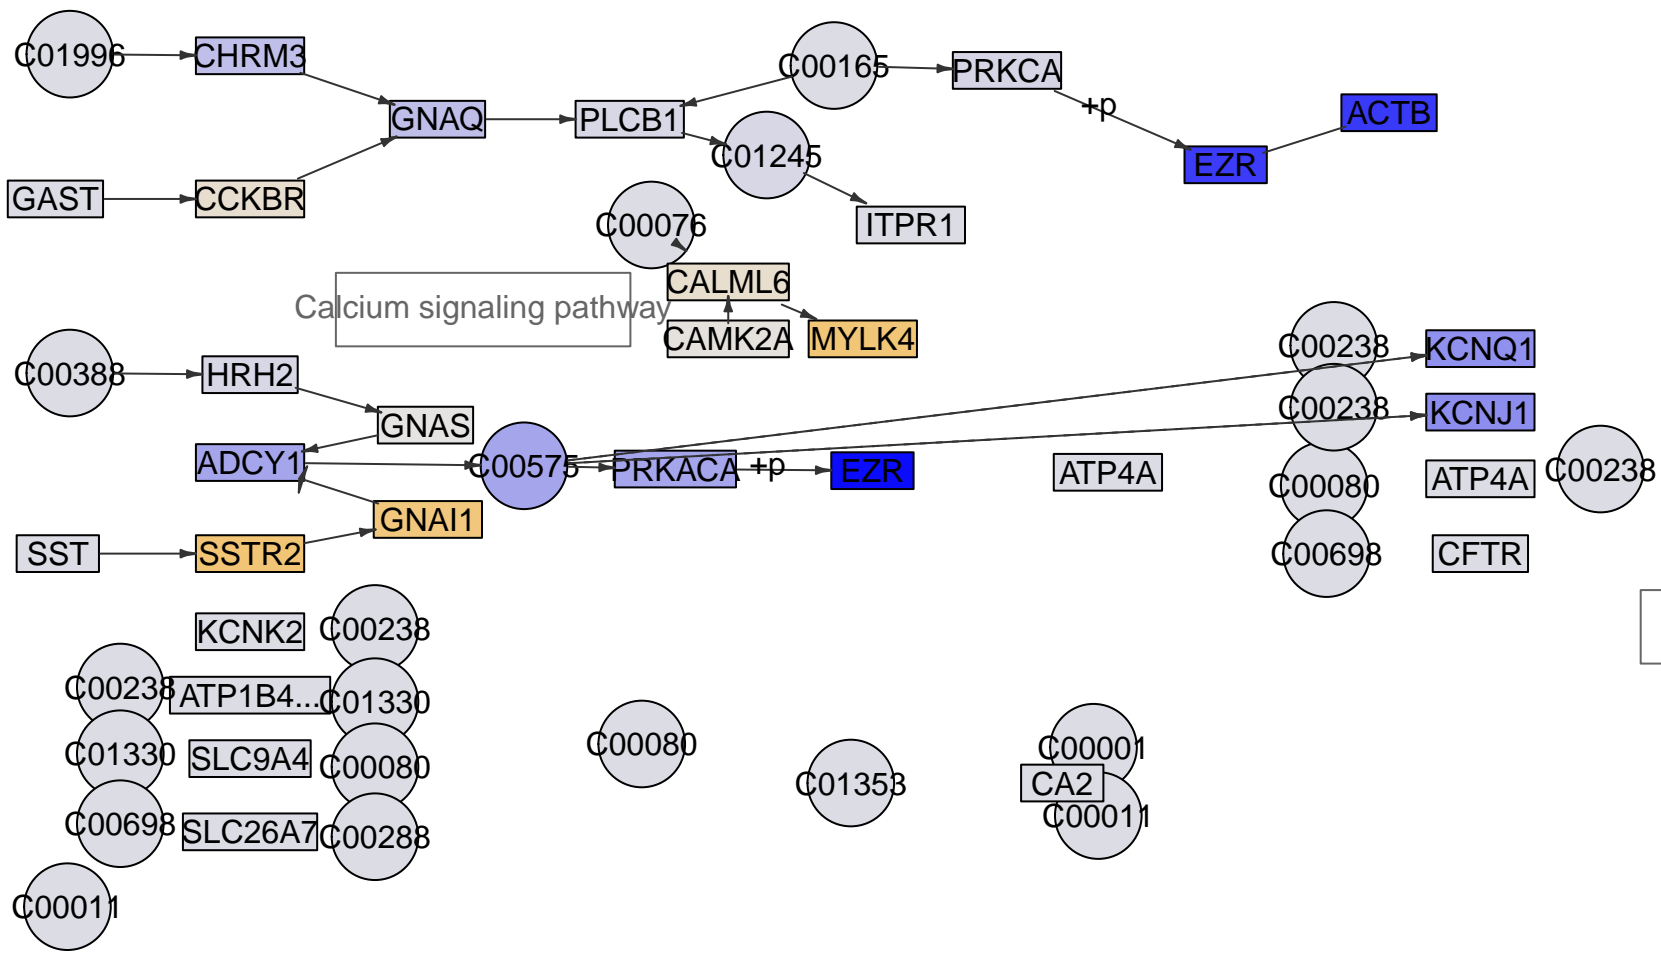 C01996
CHRM3
C00165
PRKCA
+p
ACTB
GNAQ
PLCB1
C01245
EZR
GAST
CCKBR
C00076
ITPR1
CALML6
Calcium signaling pathway
CAMK2A
MYLK4
C00238
KCNQ1
C00388
HRH2
C00238
KCNJ1
GNAS
ADCY1
C00575
PRKACA
+p
EZR
ATP4A
C00080
ATP4A
C00238
GNAI1
SST
SSTR2
C00698
CFTR
KCNK2
C00238
C00238
ATP1B4...
C01330
C01330
SLC9A4
C00080
C00080
C01353
C00001
CA2
C00011
C00698
SLC26A7
C00288
C00011